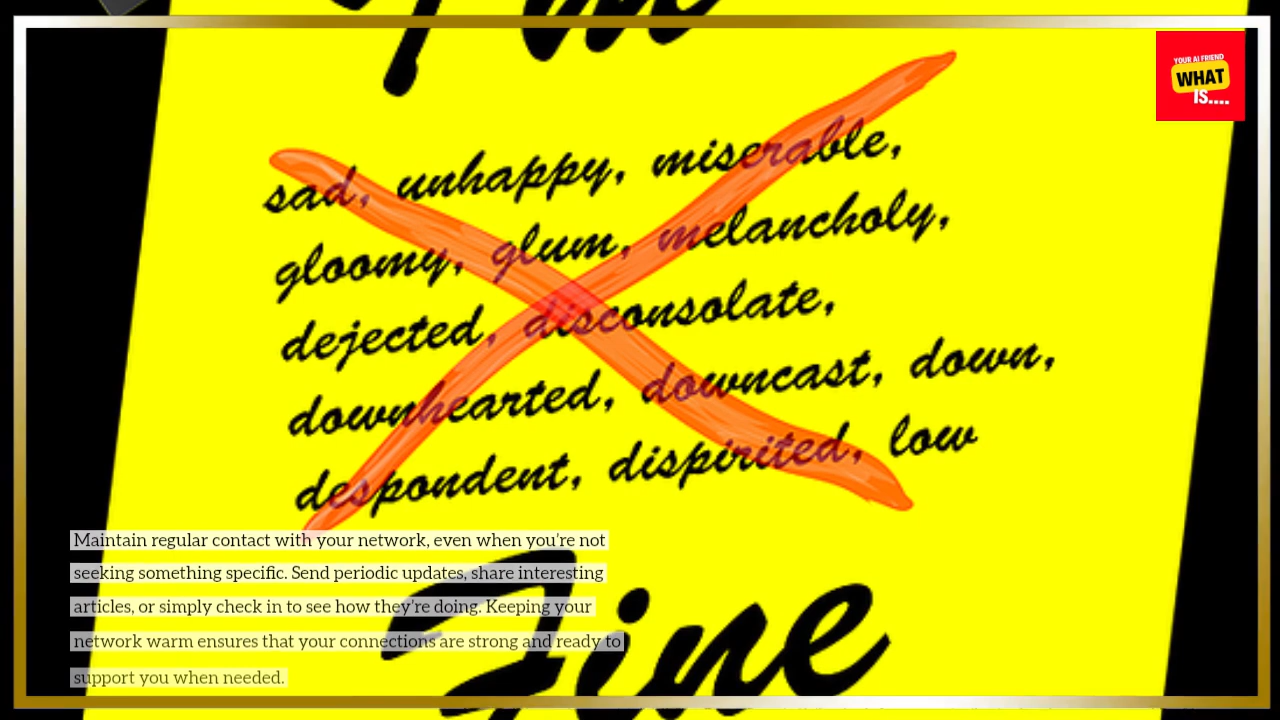 I'm
YOUR AI FRIEND
WHAT
IS....
sad, unhappy, miserable,
gloomy, glum, melancholy,
dejected, disconsolate,
downhearted, downcast, down,
despondent, dispirited, low
Fine
Maintain regular contact with your network, even when you're not
seeking something specific. Send periodic updates, share interesting
articles, or simply check in to see how they're doing. Keeping your
network warm ensures that your connections are strong and ready to
support you when needed.